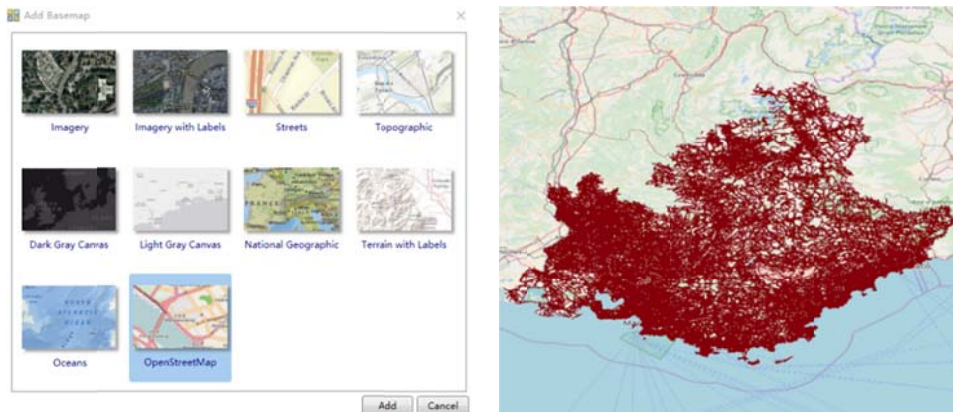 Add Basemap
Imagery
Imagery with Labels
Streets
Topographic
Dark Gray Canvas
Light Gray Canvas
National Geographic
Terrain with Labels
Oceans
OpenStreetMap
Add
Cancel
FRANCE